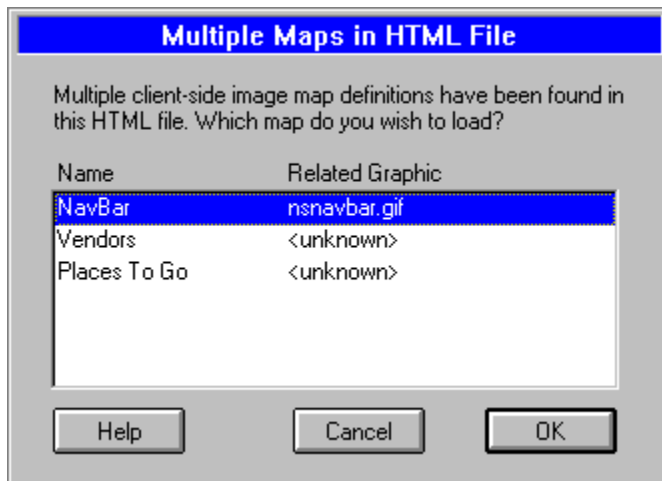 Multiple Maps in HTML File
Multiple client-side image map definitions have been found in
this HTML file. Which map do you wish to load?
Name Related Graphic
NavBar nsnavbar.gif
Vendors <unknown>
Places To Go <unknown>
Help Cancel OK